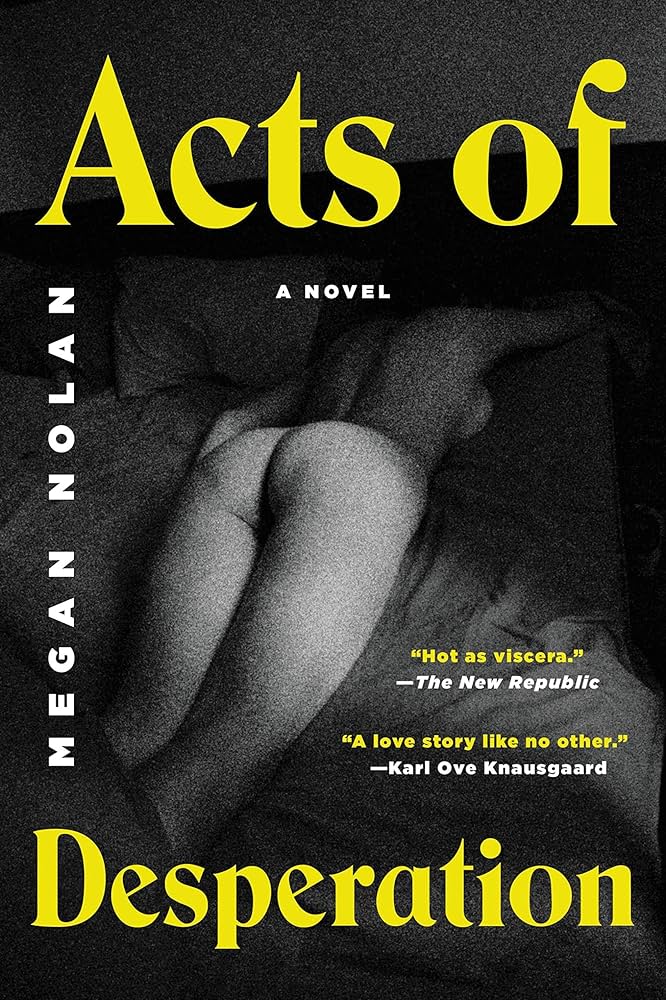 Acts of
A NOVEL
MEGAN NOLAN
“Hot as viscera.”
—The New Republic
“A love story like no other.”
—Karl Ove Knausgaard
Desperation